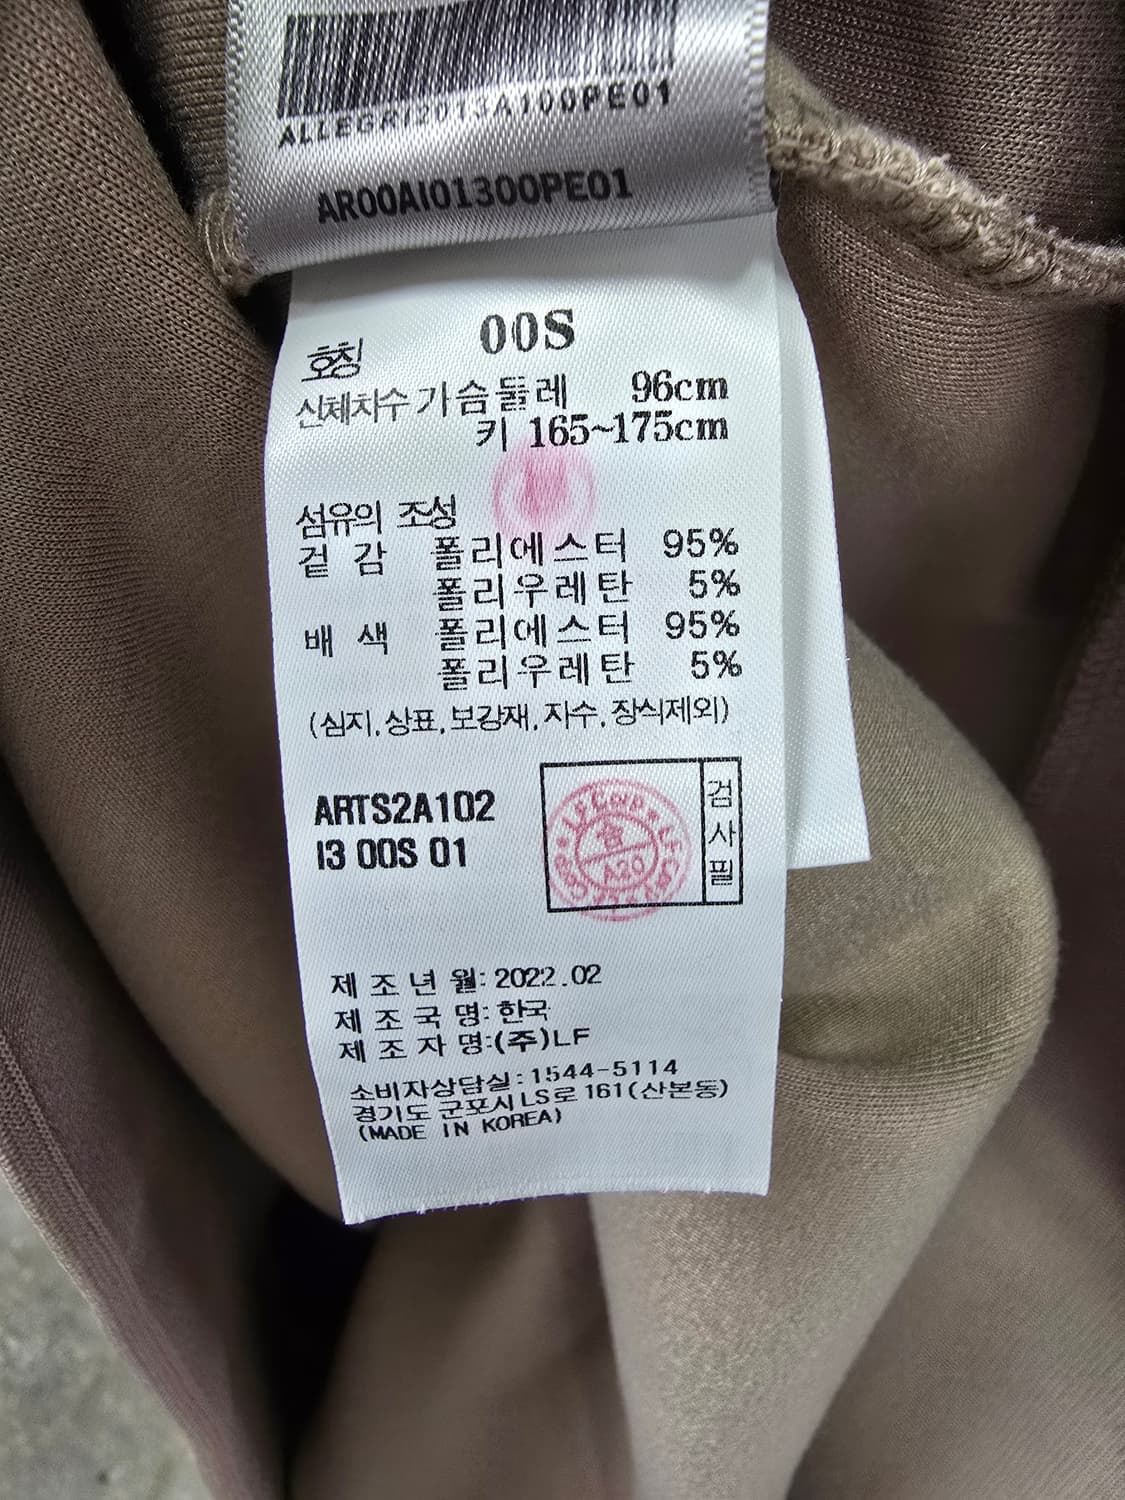 ALLEGRI2013A100PE01
AR00AI01300PE01
호칭 00S
신체치수 가슴둘레 96cm
키 165~175cm
섬유의 조성
겉 감 폴리에스터 95%
폴리우레탄 5%
배 색 폴리에스터 95%
폴리우레탄 5%
(심지, 상표, 보강재, 자수, 장식제외)
ARTS2A102
I3 00S 01
검사필
LF Corp LF Corp
A20
제 조 년 월: 2022.02
제 조 국 명: 한국
제 조 자 명:(주)LF
소비자상담실:1544-5114
경기도 군포시 LS로 161(산본동)
(MADE IN KOREA)